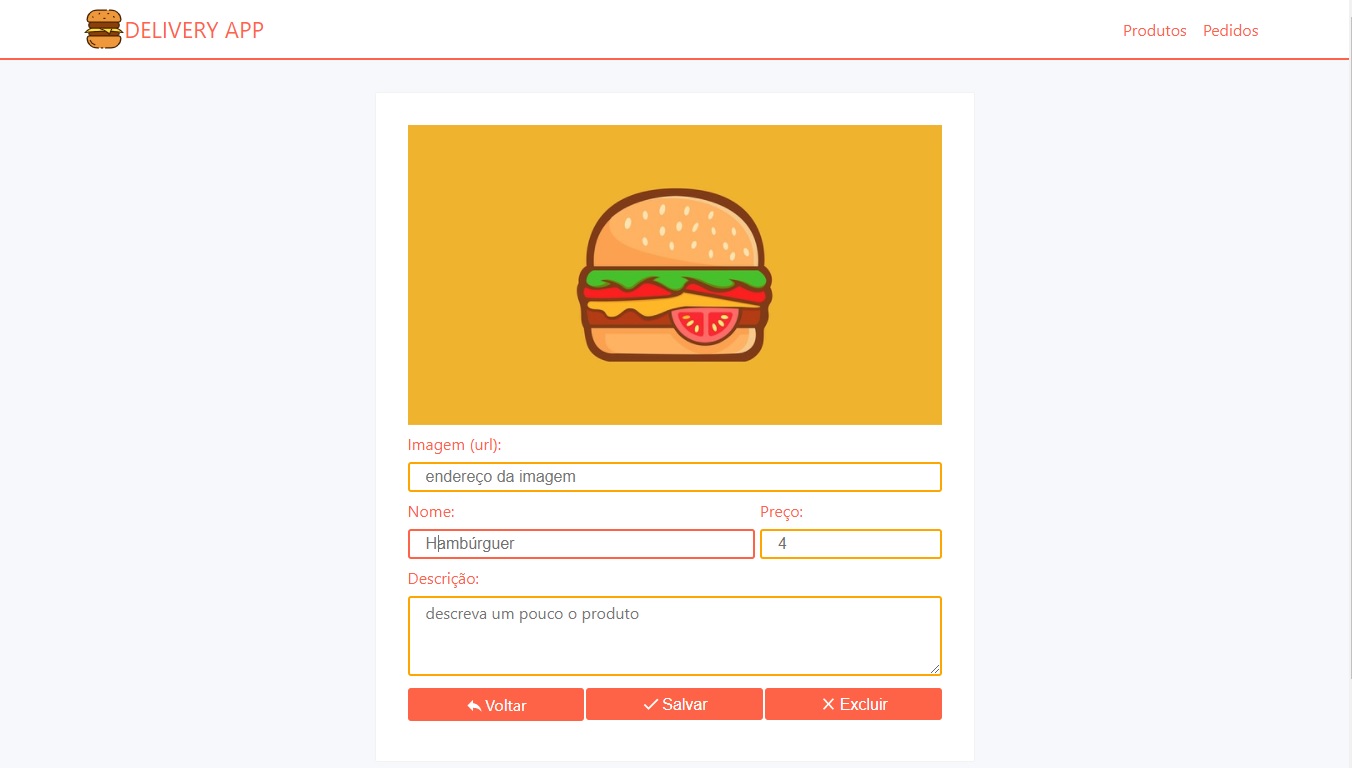 DELIVERY APP
Produtos Pedidos
Imagem (url):
endereço da imagem
Nome: Preço:
Hambúrguer 4
Descrição:
descreva um pouco o produto
Voltar Salvar Excluir